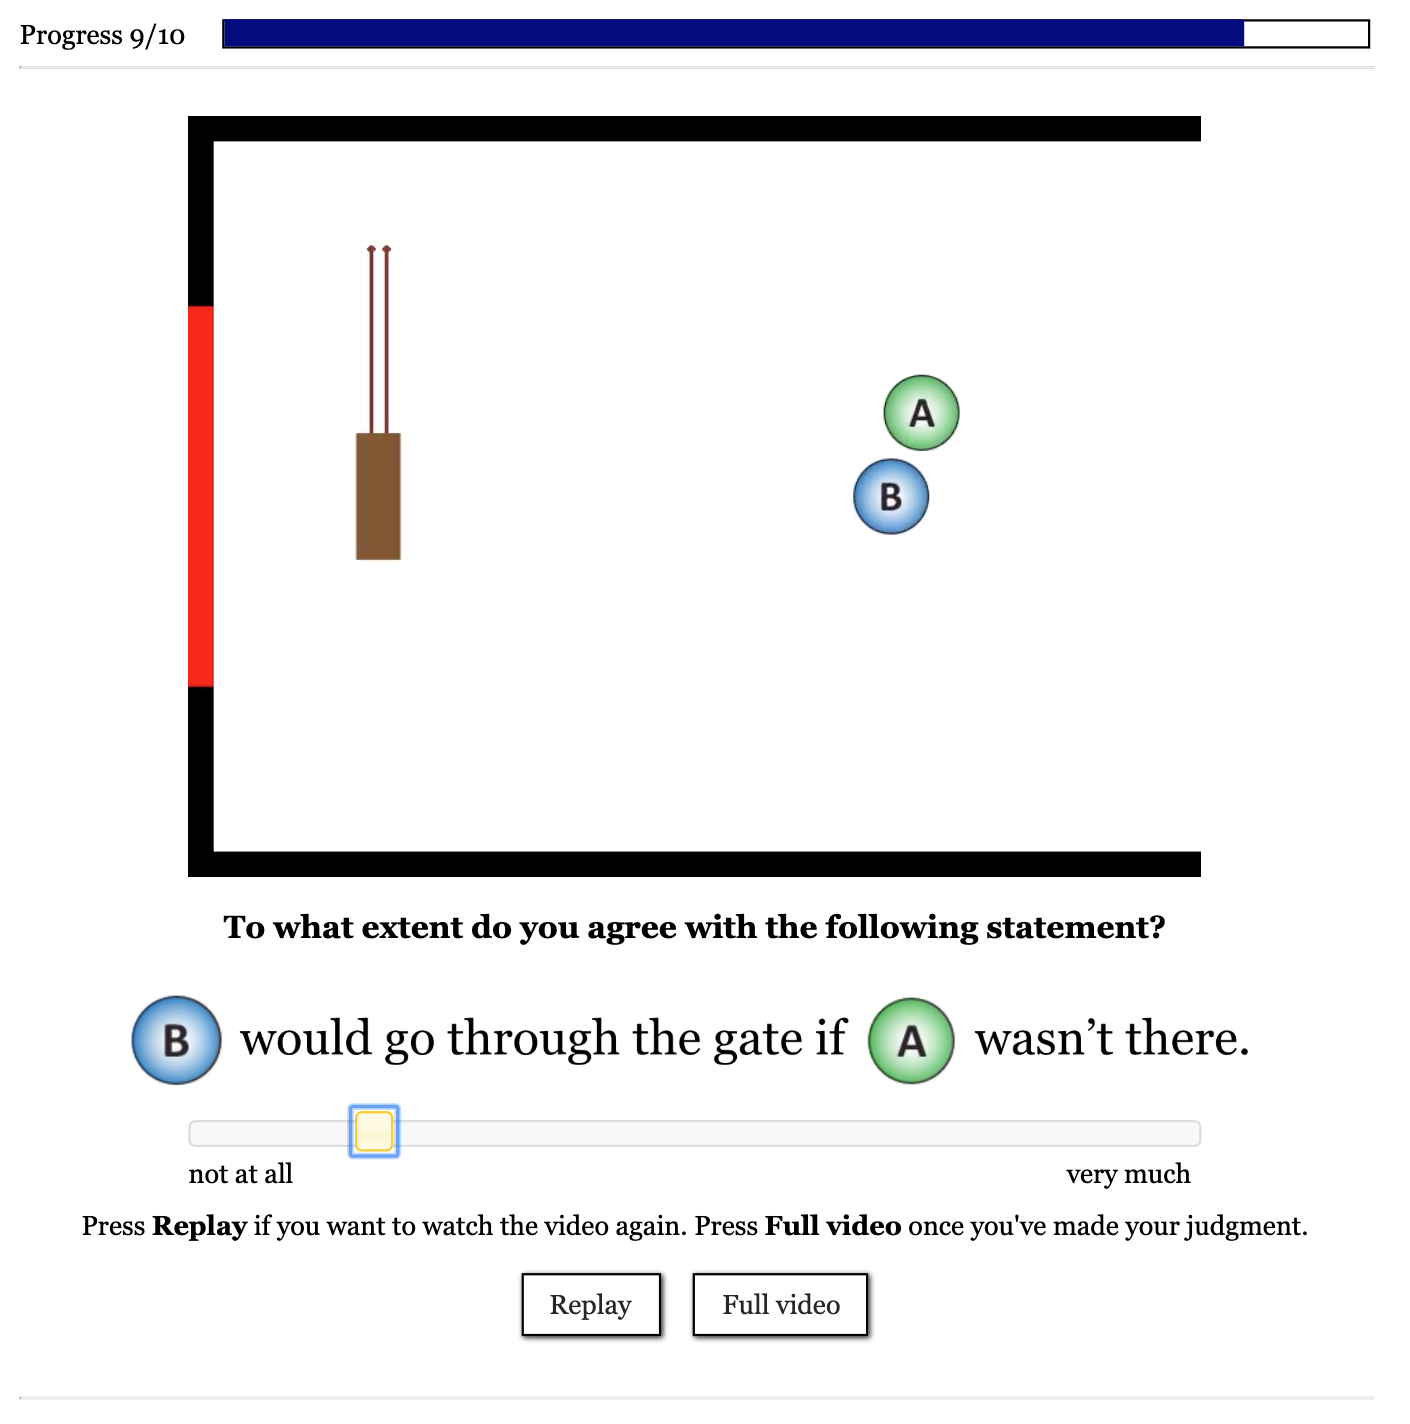 Progress 9/10
A
B
To what extent do you agree with the following statement?
B would go through the gate if A wasn’t there.
not at all very much
Press Replay if you want to watch the video again. Press Full video once you've made your judgment.
Replay Full video